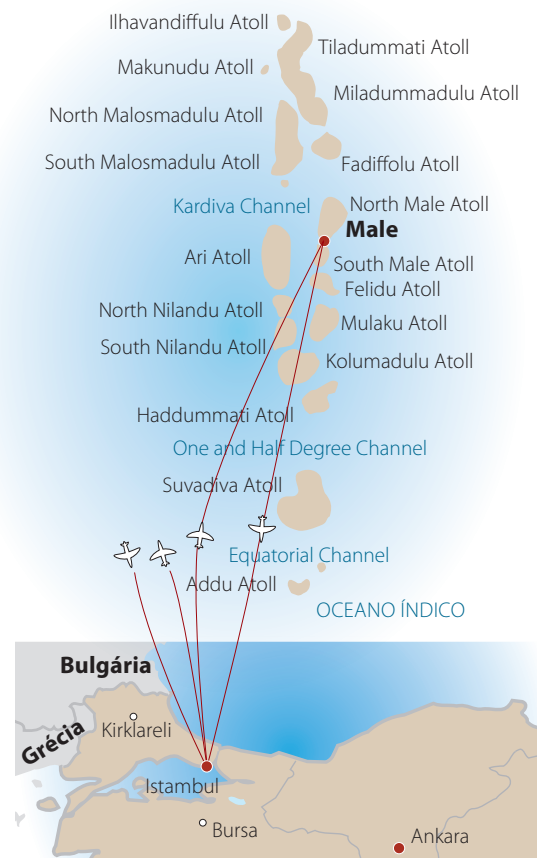 Ilhavandiffulu Atoll
Tiladummati Atoll
Makunudu Atoll
Miladummadulu Atoll
North Malosmadulu Atoll
South Malosmadulu Atoll
Fadiffolu Atoll
Kardiva Channel
North Male Atoll
Male
Ari Atoll
South Male Atoll
Felidu Atoll
North Nilandu Atoll
Mulaku Atoll
South Nilandu Atoll
Kolumadulu Atoll
Haddummati Atoll
One and Half Degree Channel
Suvadiva Atoll
Equatorial Channel
Addu Atoll
OCEANO ÍNDICO
Bulgária
Grécia
Kirklareli
Istambul
Bursa
Ankara